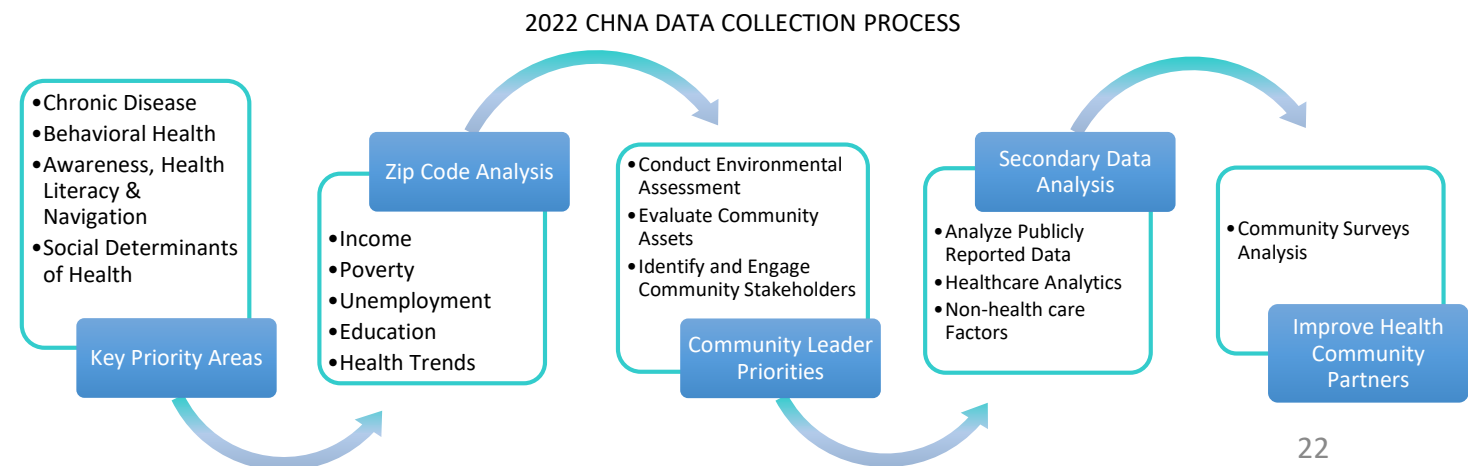 2022 CHNA DATA COLLECTION PROCESS
•Chronic Disease
•Behavioral Health
•Awareness, Health
Literacy &
Navigation
•Social Determinants
of Health
Key Priority Areas
Zip Code Analysis
•Income
•Poverty
•Unemployment
•Education
•Health Trends
•Conduct Environmental
Assessment
•Evaluate Community
Assets
•Identify and Engage
Community Stakeholders
Community Leader
Priorities
Secondary Data
Analysis
•Analyze Publicly
Reported Data
•Healthcare Analytics
•Non-health care
Factors
•Community Surveys
Analysis
Improve Health
Community
Partners
22